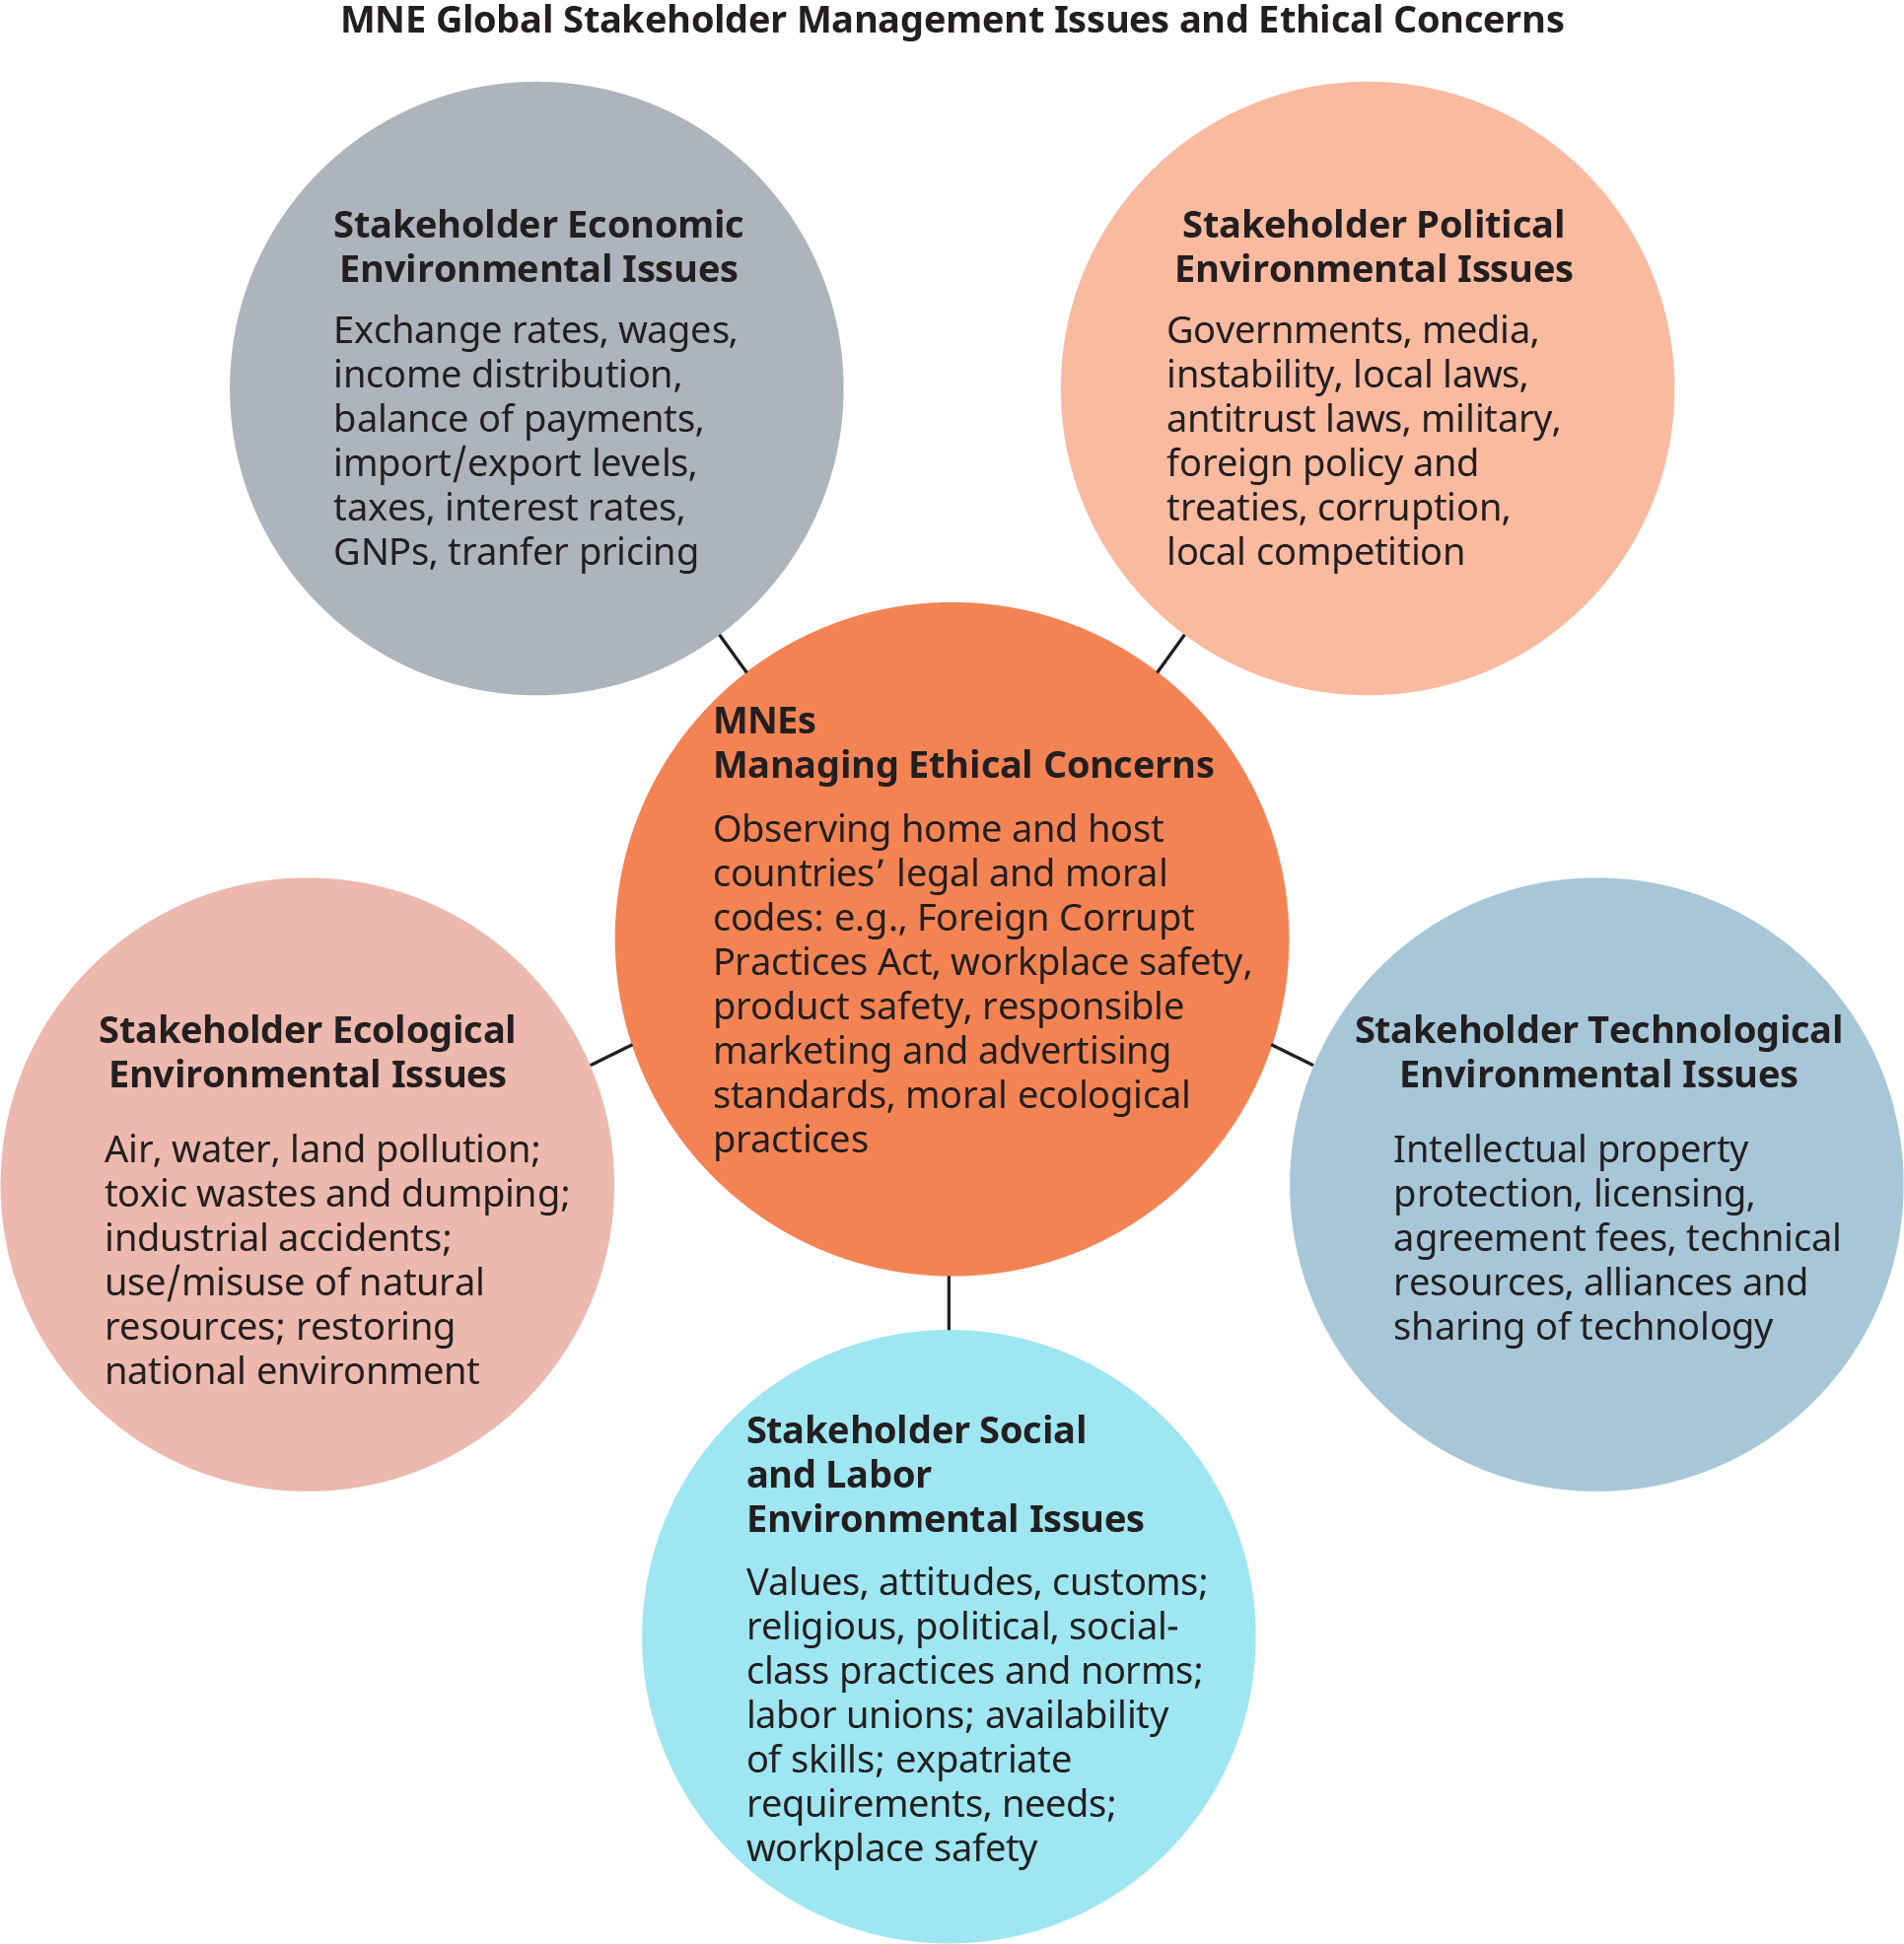 MNE Global Stakeholder Management Issues and Ethical Concerns
Stakeholder Economic
Environmental Issues
Exchange rates, wages,
income distribution,
balance of payments,
import/export levels,
taxes, interest rates,
GNPs, tranfer pricing
Stakeholder Political
Environmental Issues
Governments, media,
instability, local laws,
antitrust laws, military,
foreign policy and
treaties, corruption,
local competition
MNEs
Managing Ethical Concerns
Observing home and host
countries’ legal and moral
codes: e.g., Foreign Corrupt
Practices Act, workplace safety,
product safety, responsible
marketing and advertising
standards, moral ecological
practices
Stakeholder Ecological
Environmental Issues
Air, water, land pollution;
toxic wastes and dumping;
industrial accidents;
use/misuse of natural
resources; restoring
national environment
Stakeholder Technological
Environmental Issues
Intellectual property
protection, licensing,
agreement fees, technical
resources, alliances and
sharing of technology
Stakeholder Social
and Labor
Environmental Issues
Values, attitudes, customs;
religious, political, social-
class practices and norms;
labor unions; availability
of skills; expatriate
requirements, needs;
workplace safety